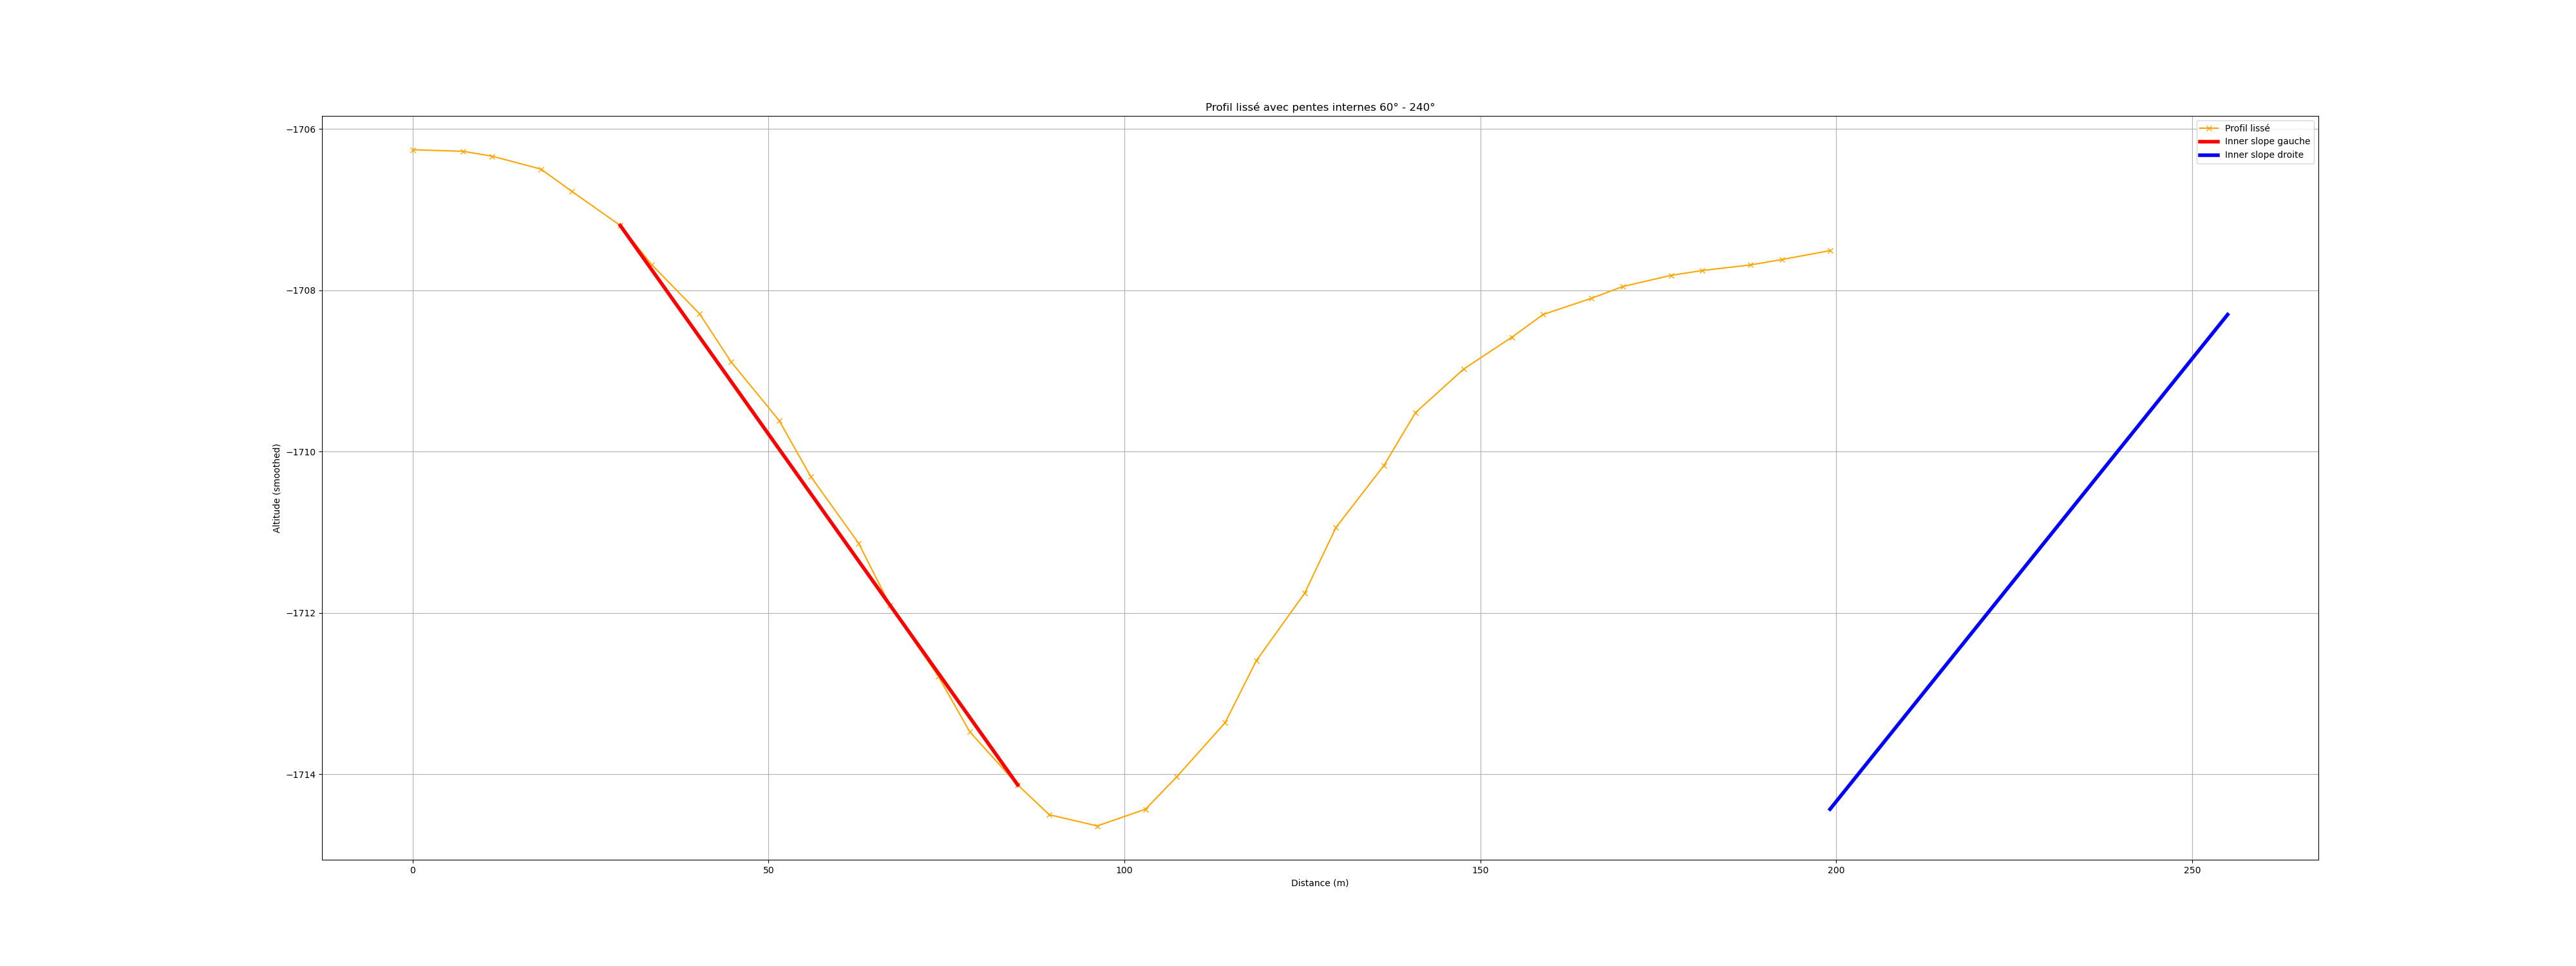 Profil lissé avec pentes internes 60° - 240°
Profil lissé
Inner slope gauche
Inner slope droite
Altitude (smoothed)
−1706
−1708
−1710
−1712
−1714
0
50
100
150
200
250
Distance (m)